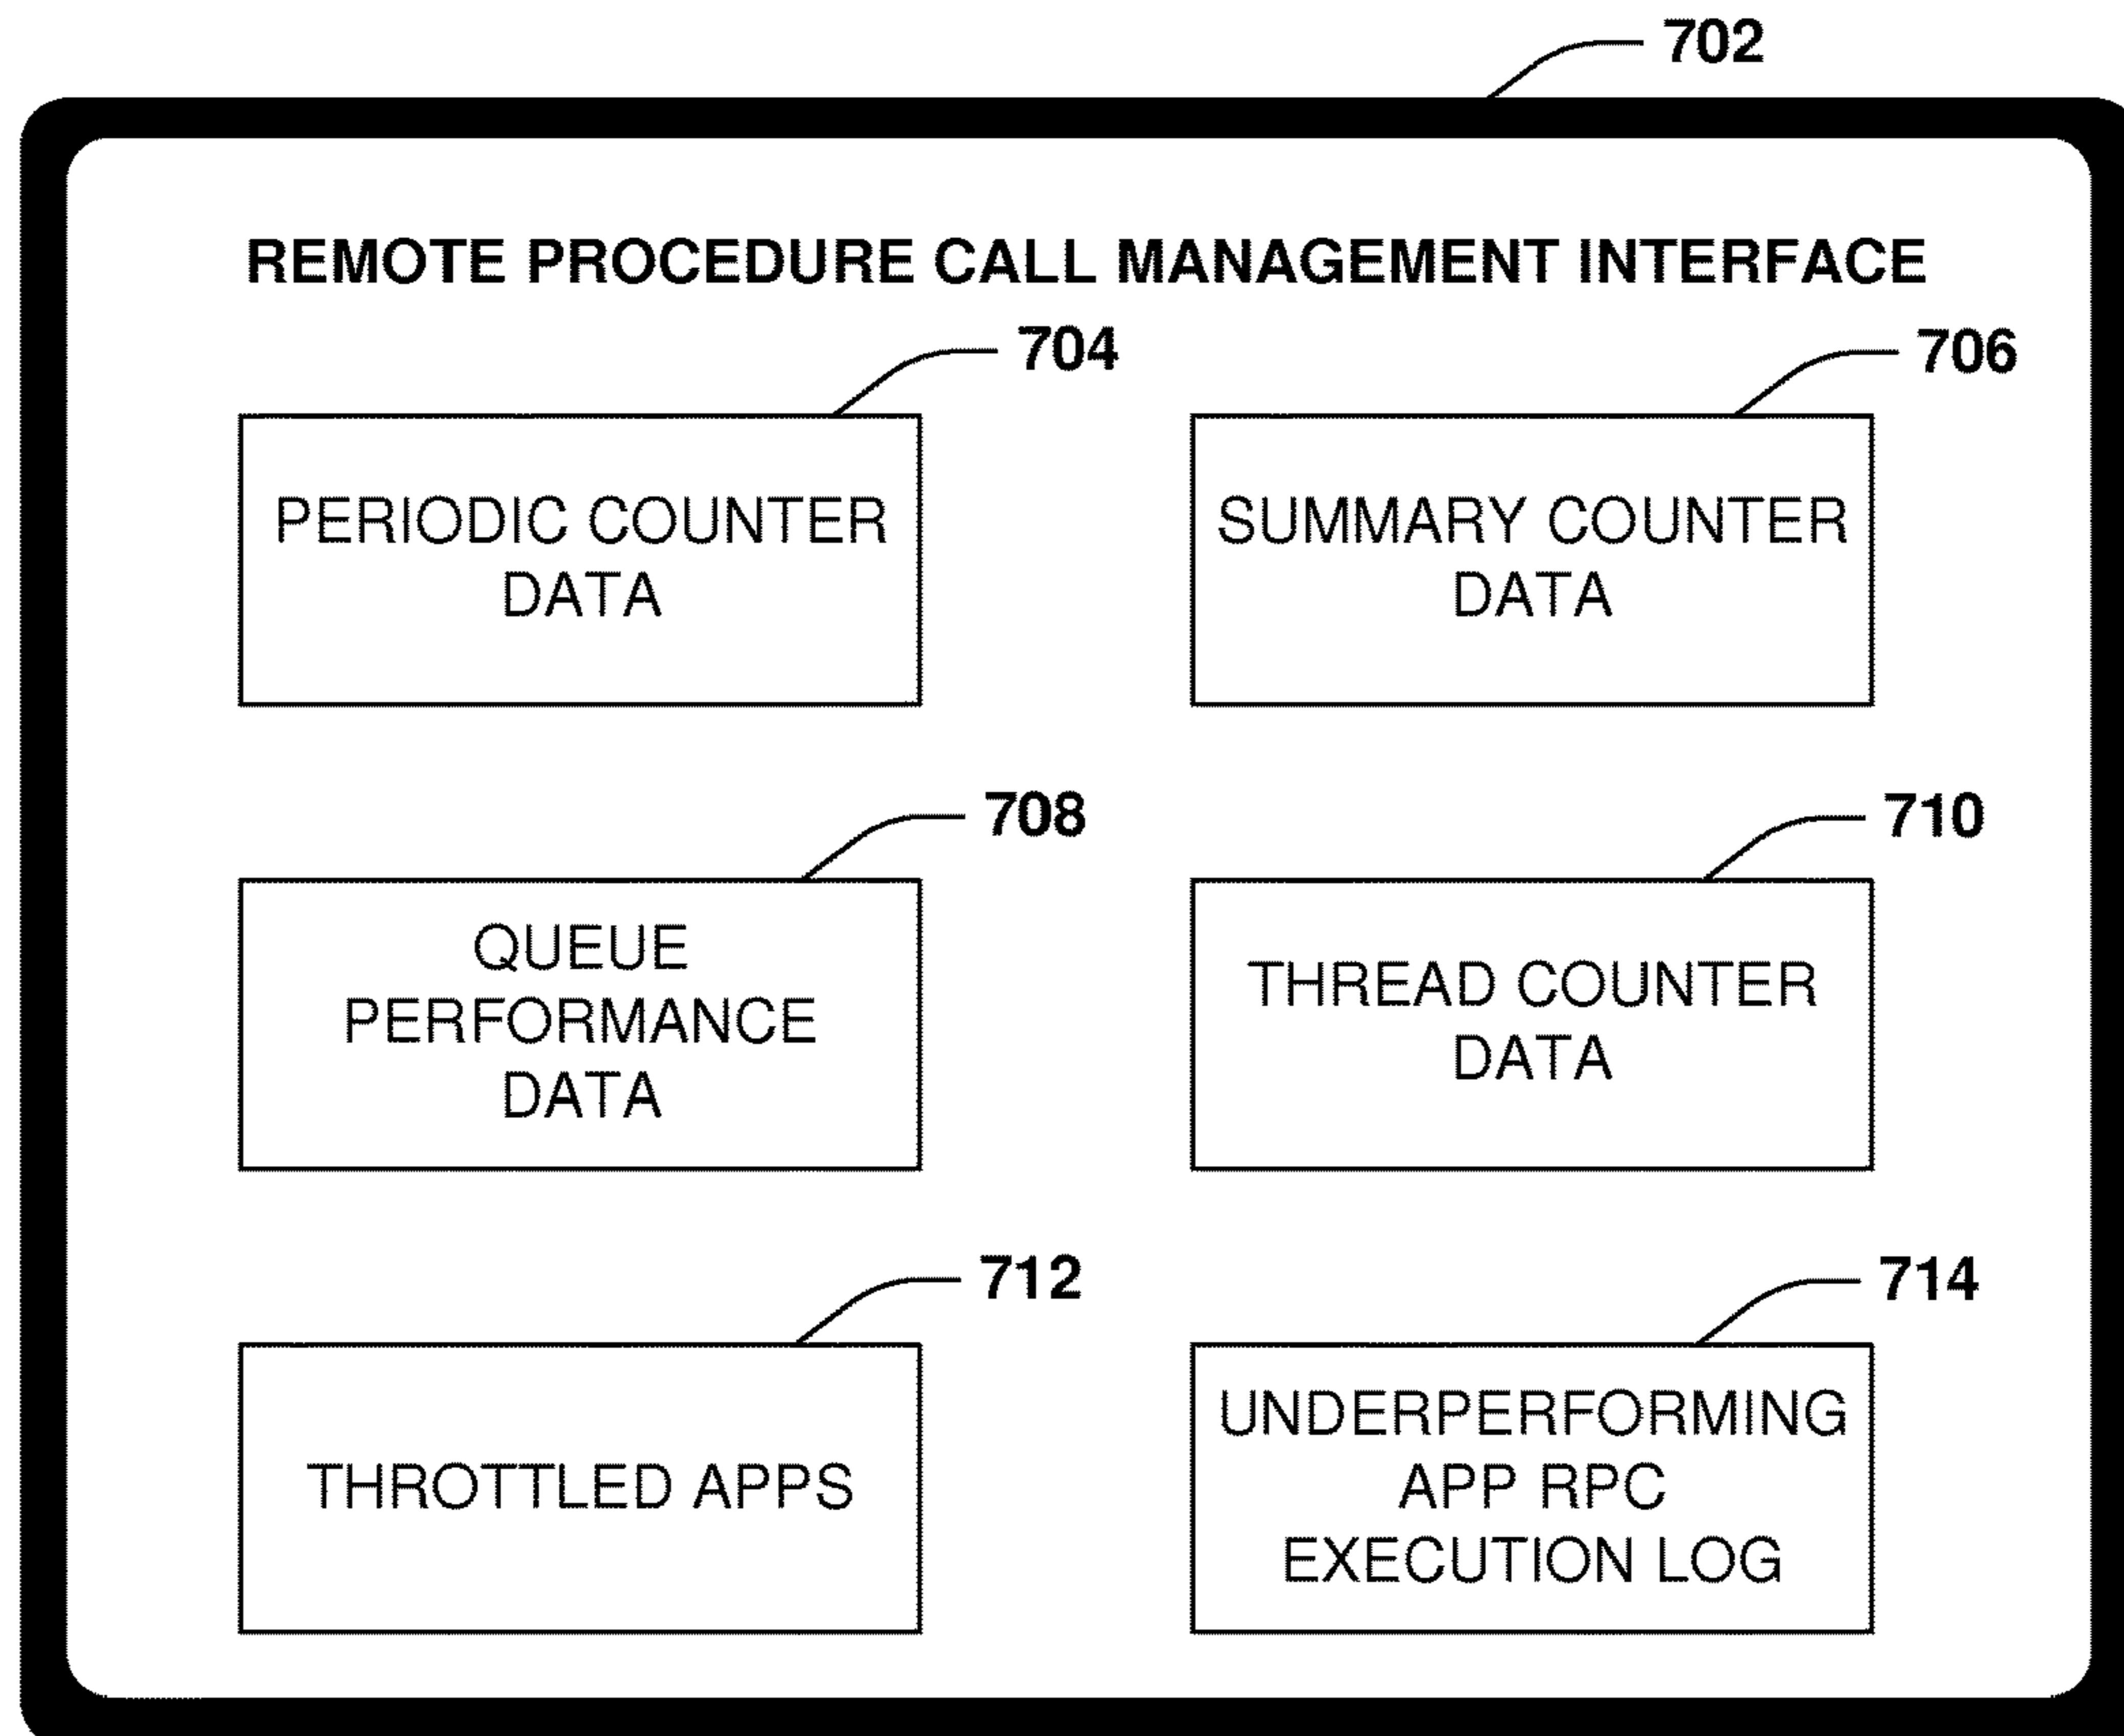 702
REMOTE PROCEDURE CALL MANAGEMENT INTERFACE
704
706
PERIODIC COUNTER
DATA
SUMMARY COUNTER
DATA
708
710
QUEUE
PERFORMANCE
DATA
THREAD COUNTER
DATA
712
714
THROTTLED APPS
UNDERPERFORMING
APP RPC
EXECUTION LOG